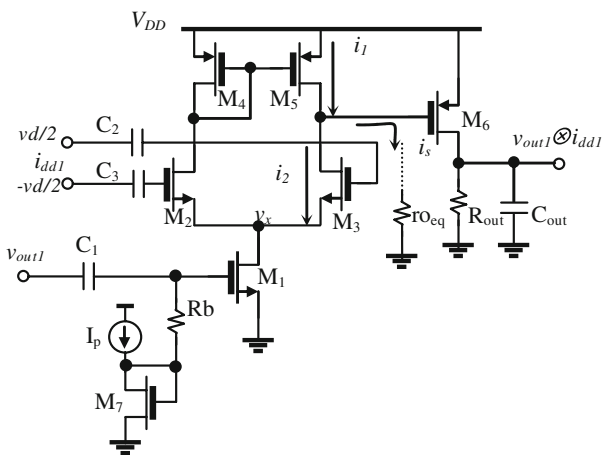 V_DD
i_1
M_4
M_5
M_6
vd/2
C_2
v_out1⊗i_dd1
i_dd1
C_3
i_2
i_s
-vd/2
M_2
M_3
ro_eq
R_out
C_out
v_x
v_out1
C_1
M_1
Rb
I_p
M_7